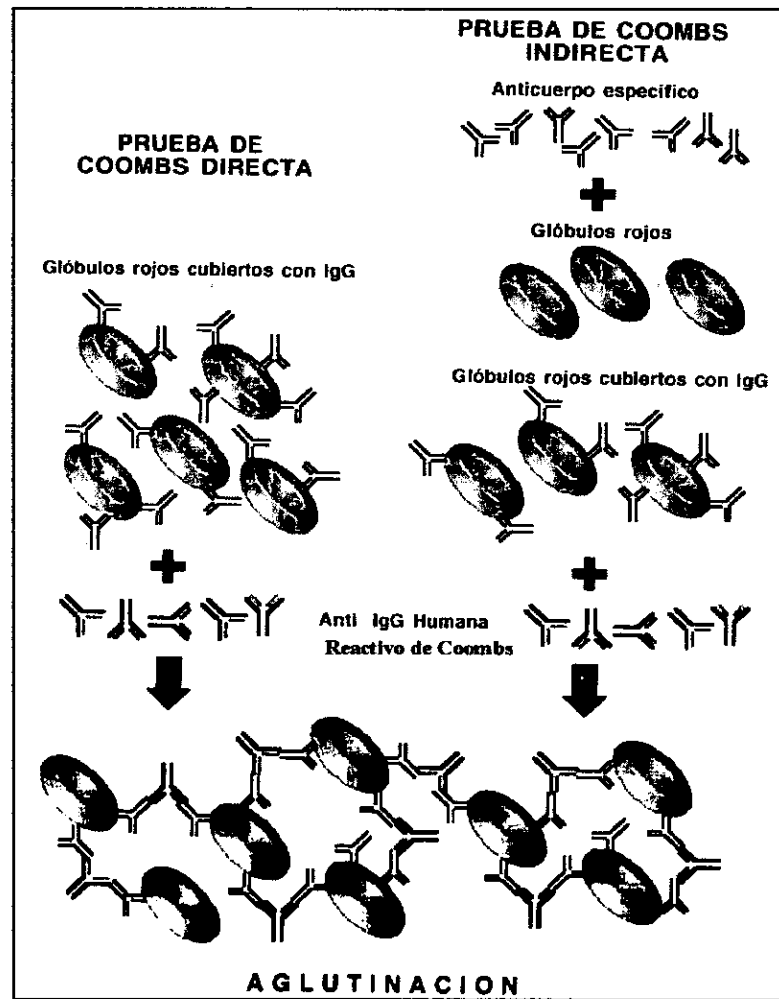 PRUEBA DE COOMBS
INDIRECTA
Anticuerpo específico
Glóbulos rojos
Glóbulos rojos cubiertos con IgG
PRUEBA DE
COOMBS DIRECTA
Glóbulos rojos cubiertos con IgG
Anti IgG Humana
Reactivo de Coombs
AGLUTINACION